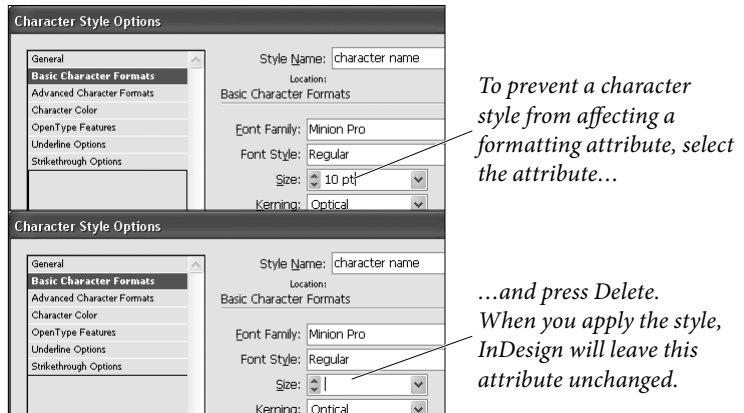 Character Style Options
General
Basic Character Formats
Advanced Character Formats
Character Color
OpenType Features
Underline Options
Strikethrough Options
Style Name: character name
Location:
Basic Character Formats
Font Family: Minion Pro
Font Style: Regular
Size: 10 pt
Kerning: Optical
To prevent a character
style from affecting a
formatting attribute, select
the attribute…
Character Style Options
General
Basic Character Formats
Advanced Character Formats
Character Color
OpenType Features
Underline Options
Strikethrough Options
Style Name: character name
Location:
Basic Character Formats
Font Family: Minion Pro
Font Style: Regular
Size:
Kerning: Optical
…and press Delete.
When you apply the style,
InDesign will leave this
attribute unchanged.